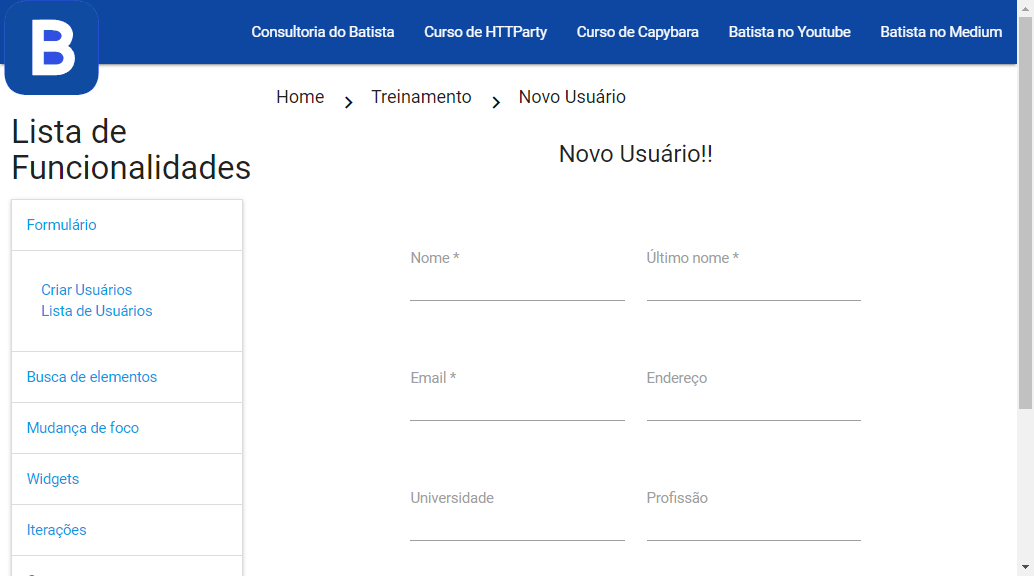 B
Consultoria do Batista
Curso de HTTParty
Curso de Capybara
Batista no Youtube
Batista no Medium
Home
Treinamento
Novo Usuário
Lista de
Funcionalidades
Formulário
Criar Usuários
Lista de Usuários
Busca de elementos
Mudança de foco
Widgets
Iterações
Novo Usuário!!
Nome *
Último nome *
Email *
Endereço
Universidade
Profissão